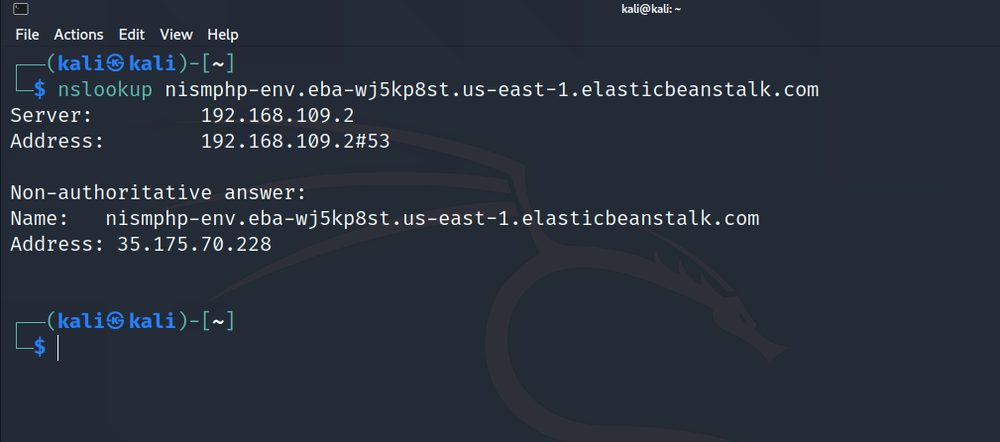 kali@kali: ~
File Actions Edit View Help
┌──(kali㉿kali)-[~]
└─$ nslookup nismphp-env.eba-wj5kp8st.us-east-1.elasticbeanstalk.com
Server: 192.168.109.2
Address: 192.168.109.2#53
Non-authoritative answer:
Name: nismphp-env.eba-wj5kp8st.us-east-1.elasticbeanstalk.com
Address: 35.175.70.228
┌──(kali㉿kali)-[~]
└─$